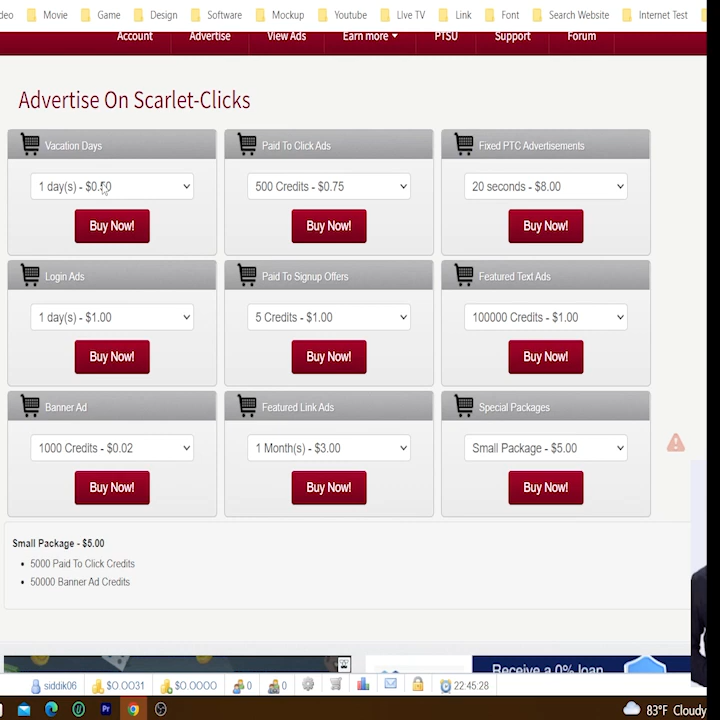 deo Movie Game Design Software Mockup Youtube LIve TV Link Font Search Website Internet Test
Account Advertise View Ads Earn more PTSU Support Forum
Advertise On Scarlet-Clicks
Vacation Days Paid To Click Ads Fixed PTC Advertisements
1 day(s) - $0.50 500 Credits - $0.75 20 seconds - $8.00
Buy Now! Buy Now! Buy Now!
Login Ads Paid To Signup Offers Featured Text Ads
1 day(s) - $1.00 5 Credits - $1.00 100000 Credits - $1.00
Buy Now! Buy Now! Buy Now!
Banner Ad Featured Link Ads Special Packages
1000 Credits - $0.02 1 Month(s) - $3.00 Small Package - $5.00
Buy Now! Buy Now! Buy Now!
Small Package - $5.00
5000 Paid To Click Credits
50000 Banner Ad Credits
Receive a 0% loan
siddik06 $0.0031 $0.0000 0 0 22:45:28
Pr 83°F Cloudy